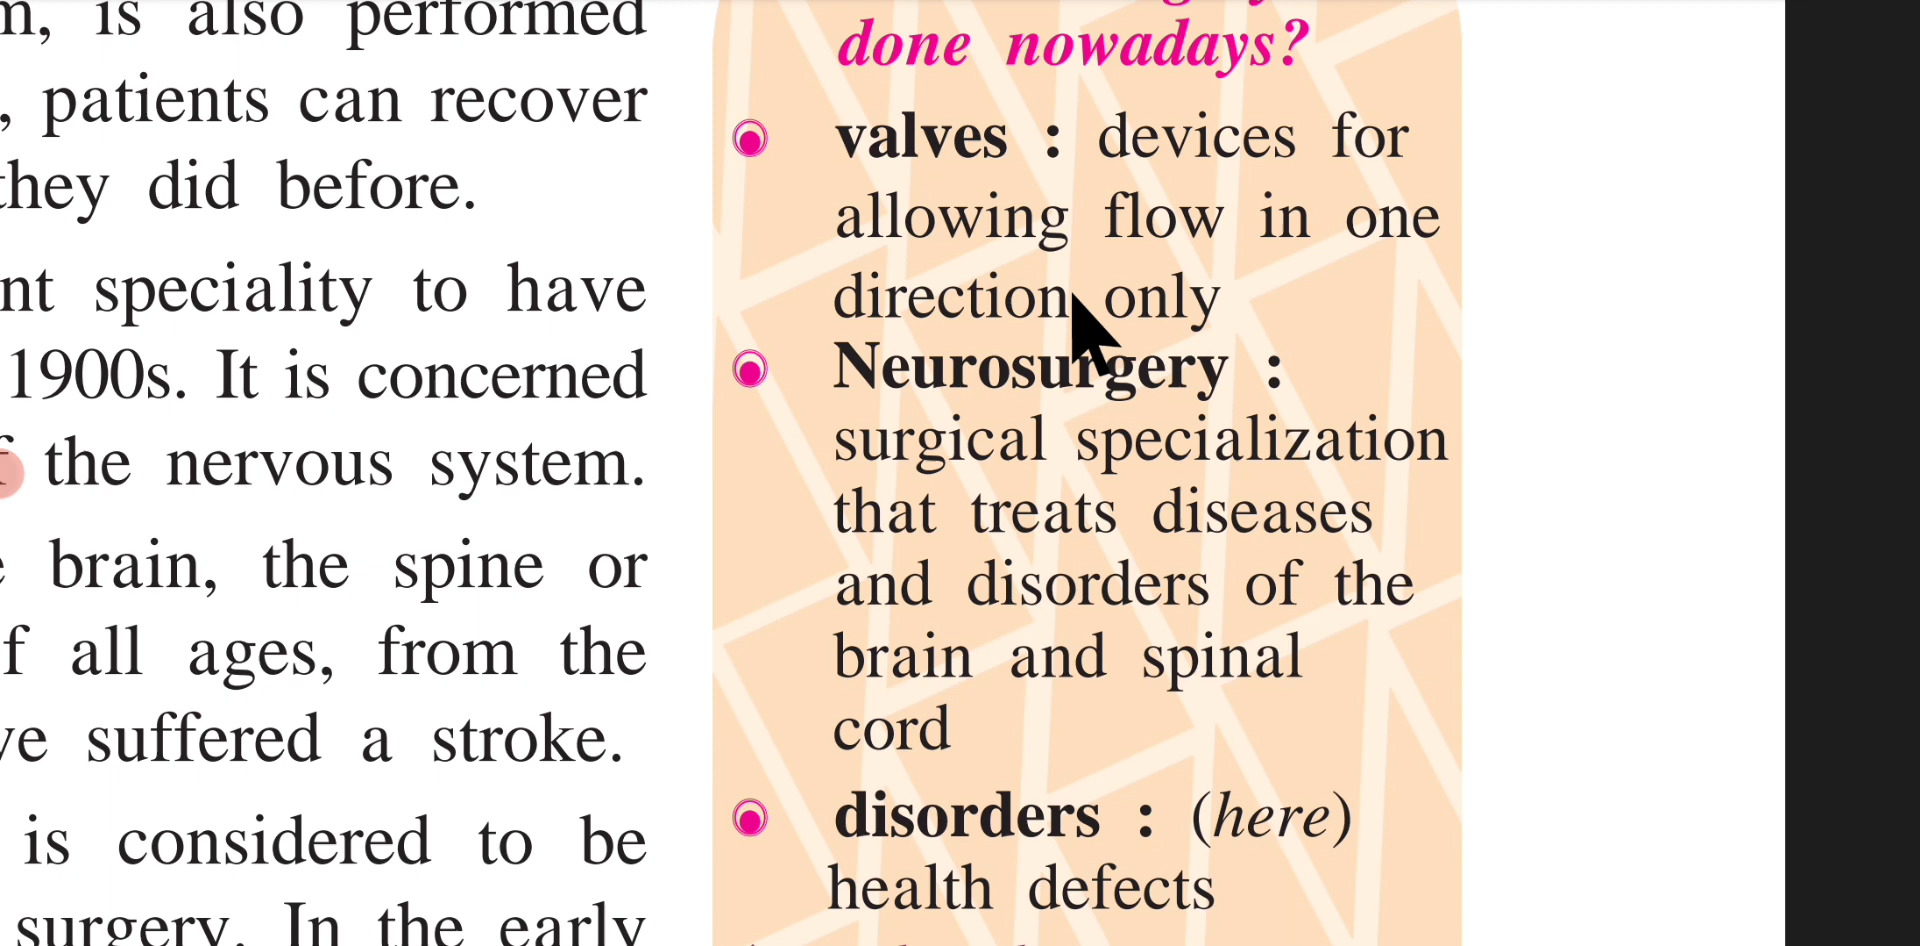 is also performed
, patients can recover
they did before.
speciality to have
1900s. It is concerned
the nervous system.
brain, the spine or
all ages, from the
suffered a stroke.
is considered to be
surgery. In the early
done nowadays?
valves : devices for
allowing flow in one
direction only
Neurosurgery :
surgical specialization
that treats diseases
and disorders of the
brain and spinal
cord
disorders : (here)
health defects